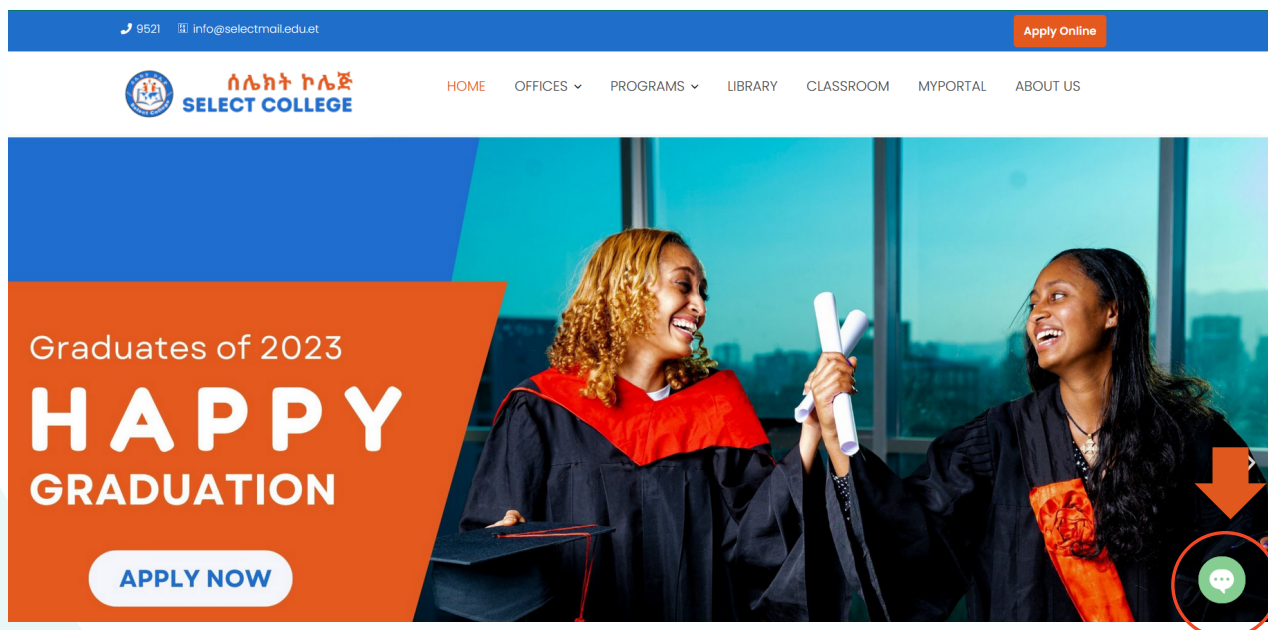 9521 info@selectmail.edu.et Apply Online
ሰሌክት ኮሌጅ
SELECT COLLEGE
HOME OFFICES PROGRAMS LIBRARY CLASSROOM MYPORTAL ABOUT US
Graduates of 2023
HAPPY
GRADUATION
APPLY NOW